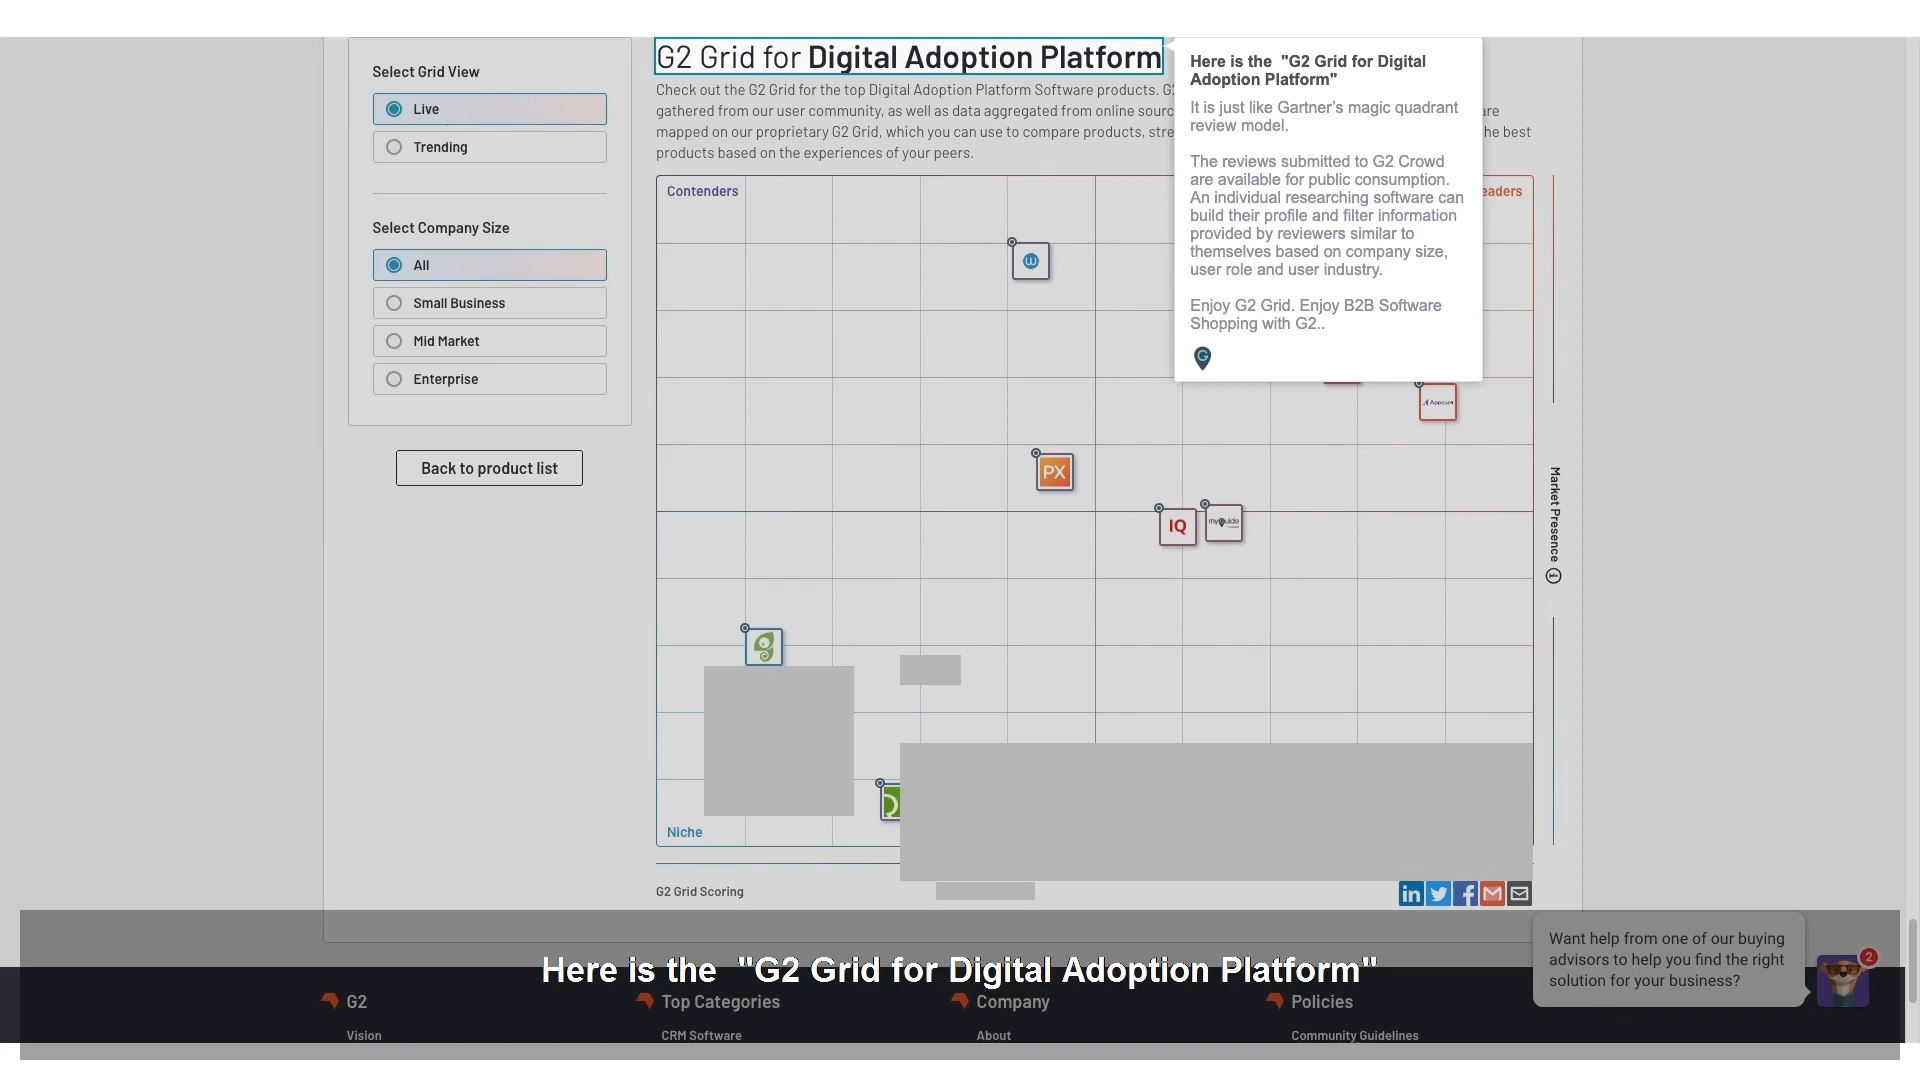 Select Grid View
Live
Trending
Select Company Size
All
Small Business
Mid Market
Enterprise
Back to product list
G2 Grid for Digital Adoption Platform
Check out the G2 Grid for the top Digital Adoption Platform Software products.
gathered from our user community, as well as data aggregated from online
mapped on our proprietary G2 Grid, which you can use to compare products, he best
products based on the experiences of your peers.
Here is the "G2 Grid for Digital
Adoption Platform"
It is just like Gartner's magic quadrant
review model.
The reviews submitted to G2 Crowd
are available for public consumption.
An individual researching software can
build their profile and filter information
provided by reviewers similar to
themselves based on company size,
user role and user industry.
Enjoy G2 Grid. Enjoy B2B Software
Shopping with G2..
Contenders
eaders
Appcues
PX
IQ
myguide
Market Presence
Niche
G2 Grid Scoring
Want help from one of our buying
advisors to help you find the right
solution for your business?
2
Here is the "G2 Grid for Digital Adoption Platform"
G2
Top Categories
Company
Policies
Vision
CRM Software
About
Community Guidelines